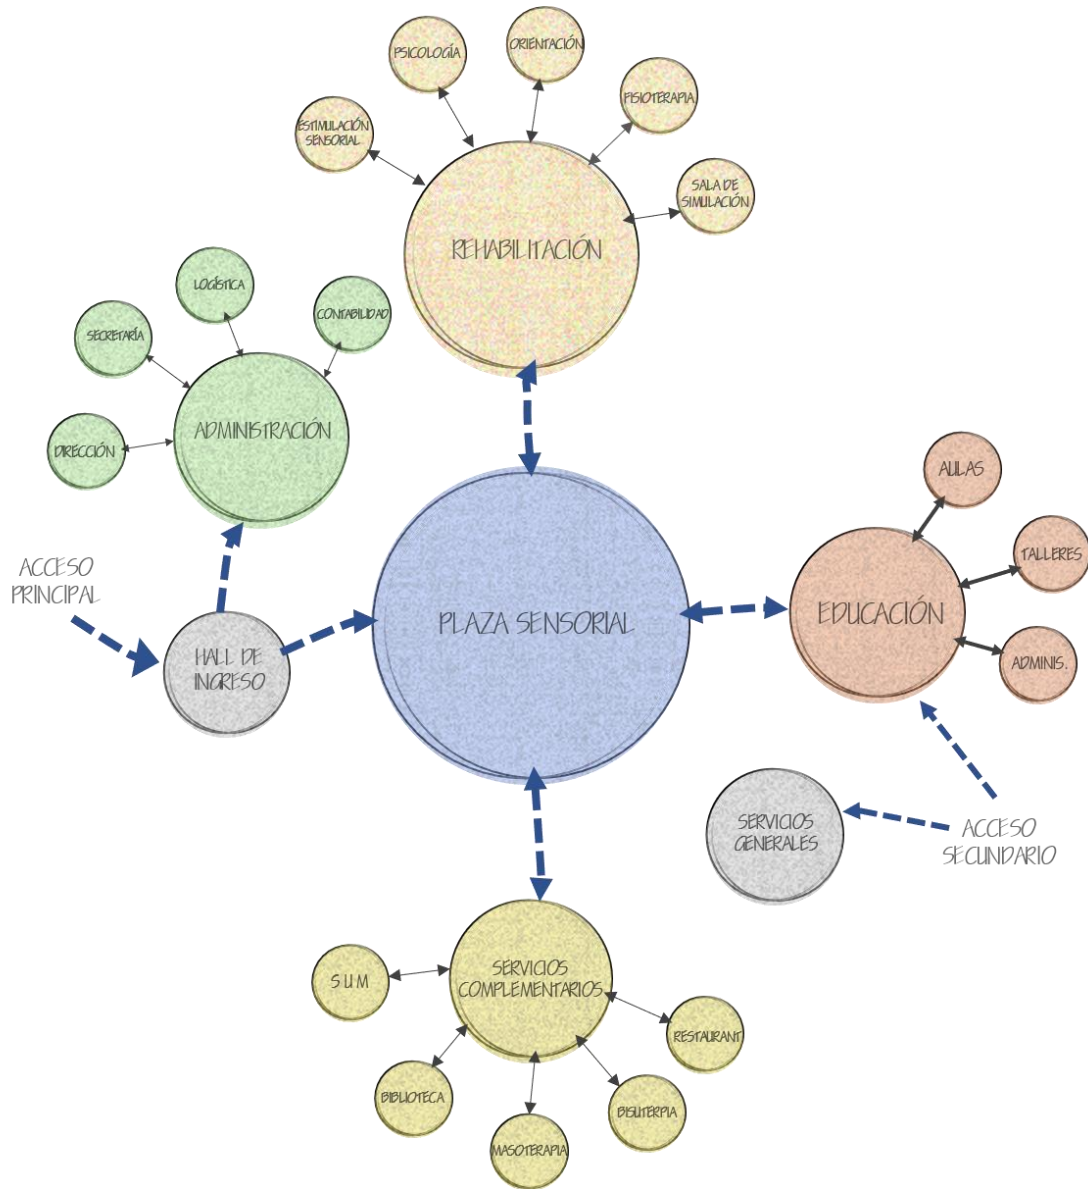 PSICOLOGÍA
ORIENTACIÓN
FISIOTERAPIA
ESTIMULACIÓN
SENSORIAL
SALA DE
SIMULACIÓN
REHABILITACIÓN
LOGÍSTICA
CONTABILIDAD
SECRETARÍA
DIRECCIÓN
ADMINISTRACIÓN
ACCESO
PRINCIPAL
HALL DE
INGRESO
PLAZA SENSORIAL
AULAS
TALLERES
EDUCACIÓN
ADMINIS.
SERVICIOS
GENERALES
ACCESO
SECUNDARIO
SERVICIOS
COMPLEMENTARIOS
S U M
RESTAURANT
BIBLIOTECA
BISUTERPIA
MASOTERAPIA